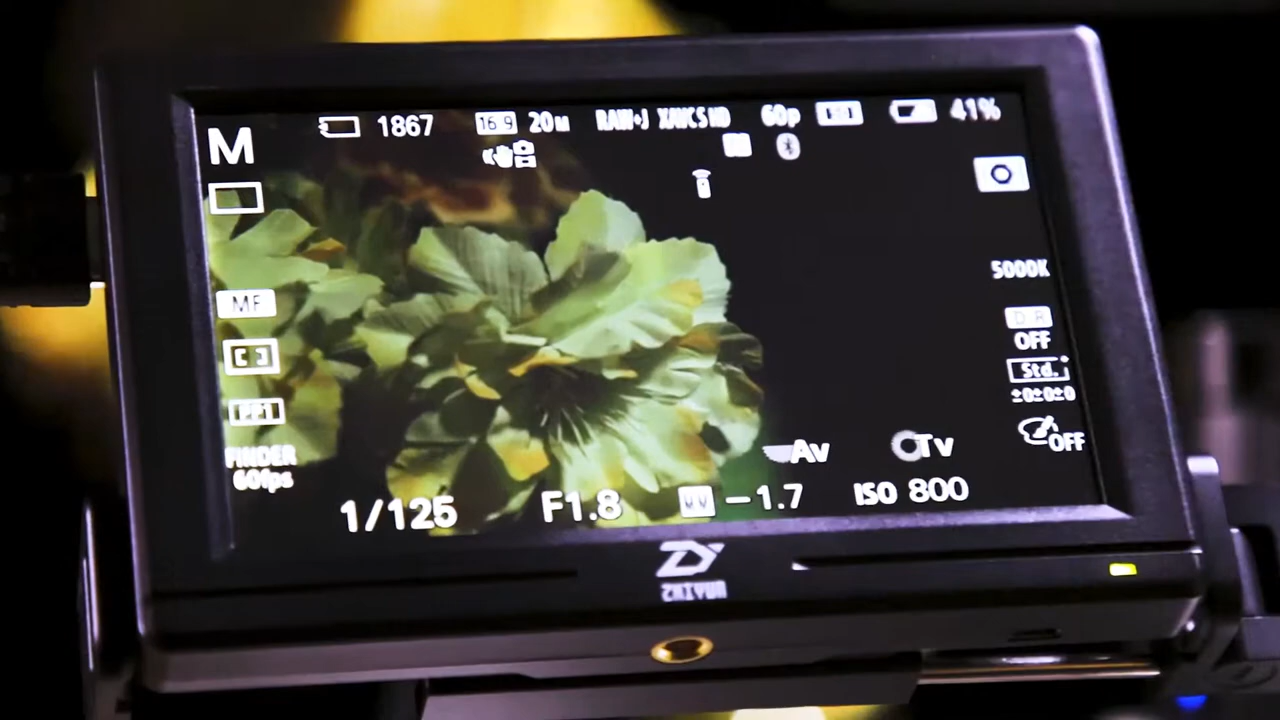 M 1867 16:9 20M RAW+J XAVC S HD 60p 41%
5000K
MF
D R
OFF
Std.
±0±0±0
PP1
OFF
FINDER
60fps
Av Tv
1/125 F1.8 −1.7 ISO 800
ZHIYUN